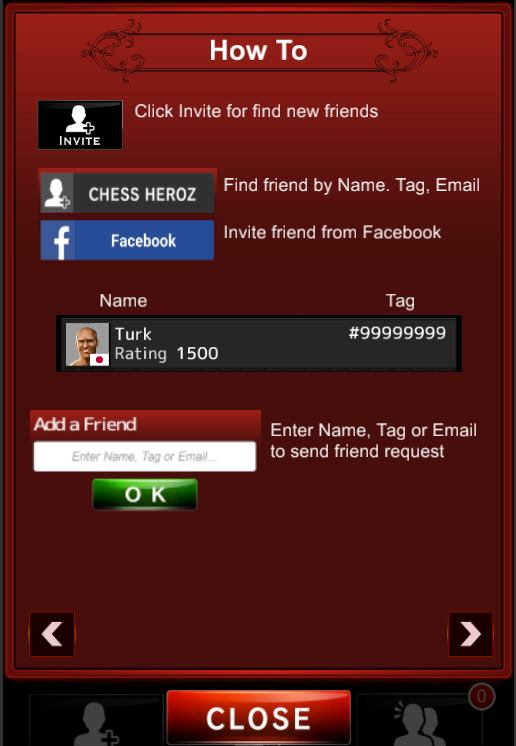 How To
Click Invite for find new friends
INVITE
CHESS HEROZ
Find friend by Name. Tag, Email
Facebook
Invite friend from Facebook
Name Tag
Turk #99999999
Rating 1500
Add a Friend
Enter Name, Tag or Email...
OK
Enter Name, Tag or Email
to send friend request
CLOSE
0